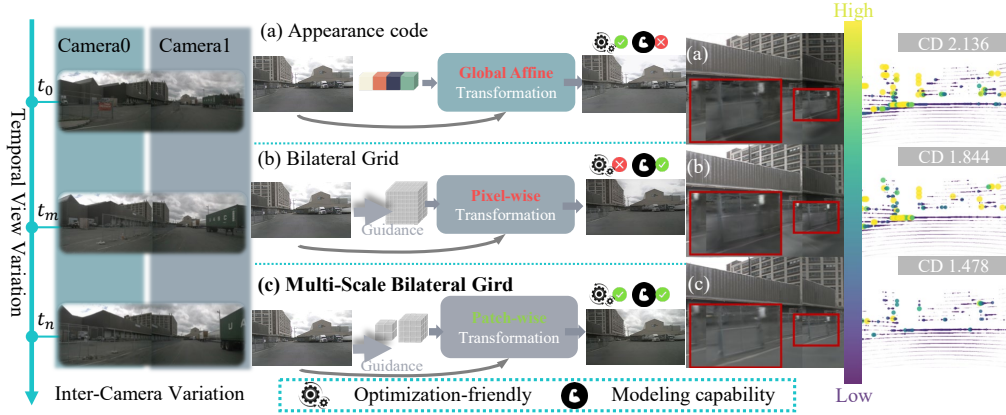 Temporal View Variation
Camera0
Camera1
t0
tm
tn
Inter-Camera Variation
(a) Appearance code
Global Affine
Transformation
(b) Bilateral Grid
Guidance
Pixel-wise
Transformation
(c) Multi-Scale Bilateral Gird
Guidance
Patch-wise
Transformation
Optimization-friendly
Modeling capability
(a)
(b)
(c)
High
Low
CD 2.136
CD 1.844
CD 1.478